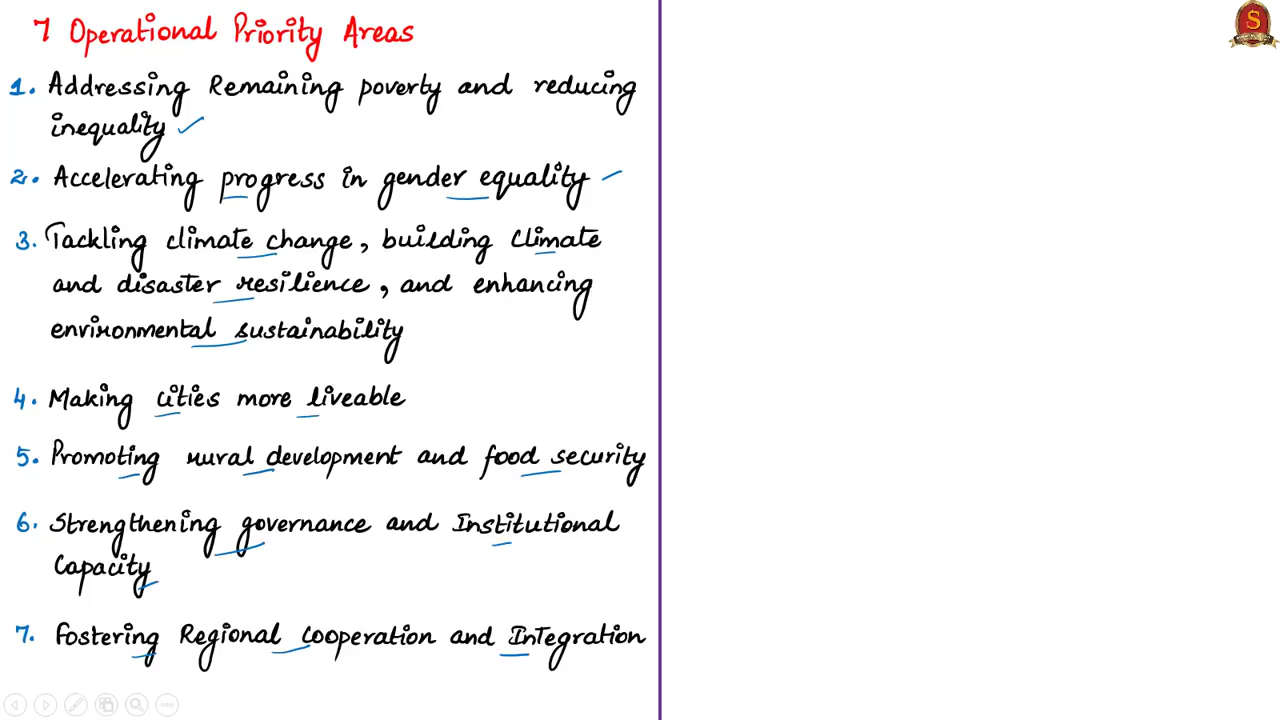 7 Operational Priority Areas
1. Addressing Remaining poverty and reducing
inequality
2. Accelerating progress in gender equality
3. Tackling climate change, building climate
and disaster resilience, and enhancing
environmental sustainability
4. Making cities more liveable
5. Promoting rural development and food security
6. Strengthening governance and Institutional
Capacity
7. Fostering Regional Cooperation and Integration
S